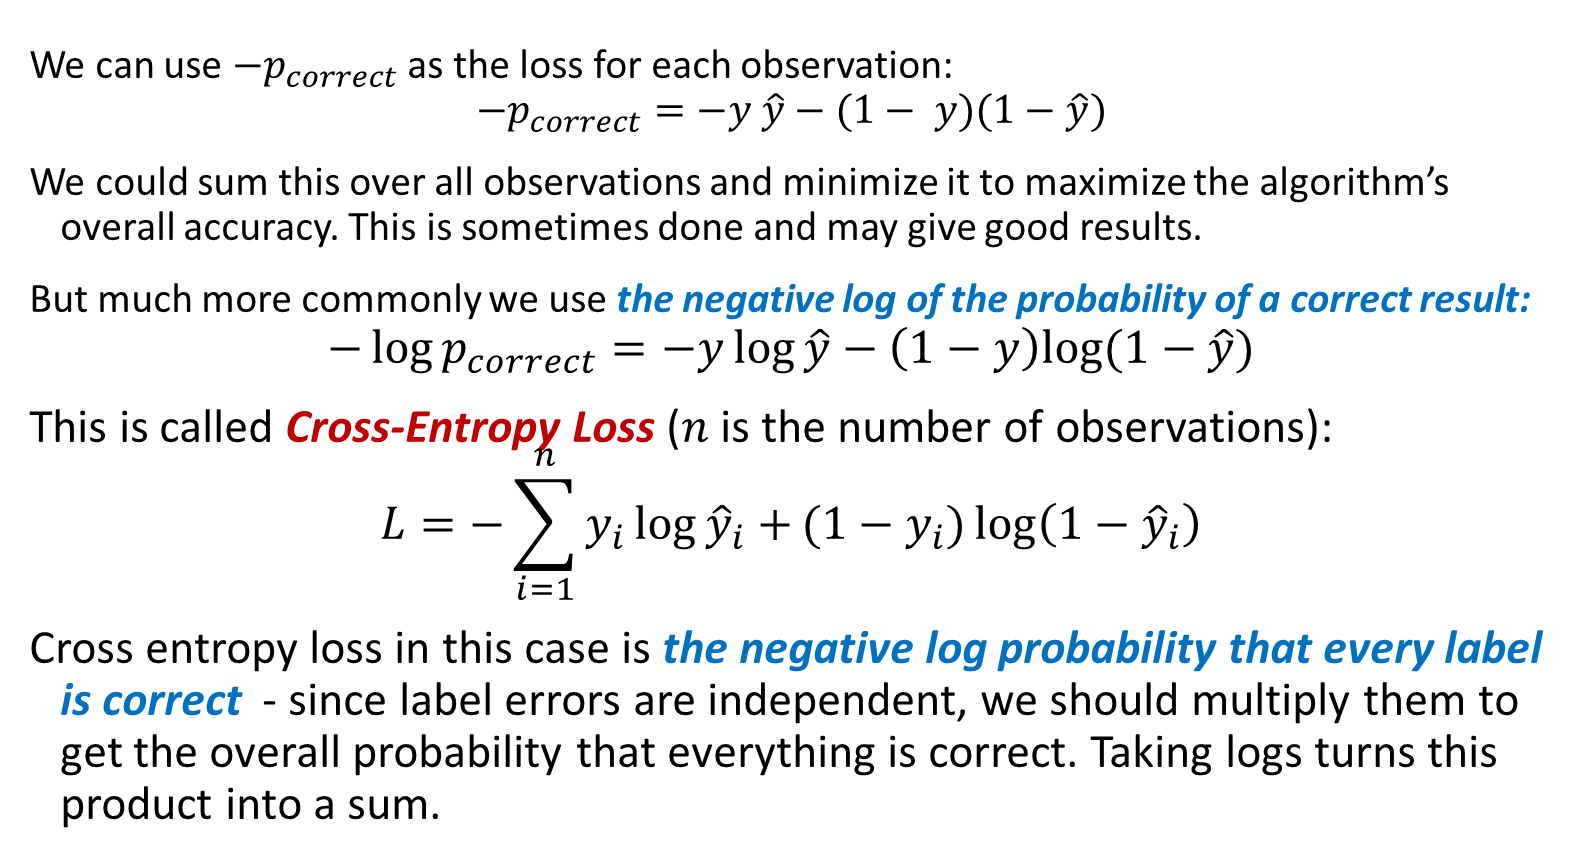 We can use −p_correct as the loss for each observation:
−p_correct = −y ŷ − (1 − y)(1 − ŷ)
We could sum this over all observations and minimize it to maximize the algorithm’s
overall accuracy. This is sometimes done and may give good results.
But much more commonly we use the negative log of the probability of a correct result:
− log p_correct = −y log ŷ − (1 − y)log(1 − ŷ)
This is called Cross-Entropy Loss (n is the number of observations):
L = − ∑_{i=1}^{n} y_i log ŷ_i + (1 − y_i) log(1 − ŷ_i)
Cross entropy loss in this case is the negative log probability that every label
is correct - since label errors are independent, we should multiply them to
get the overall probability that everything is correct. Taking logs turns this
product into a sum.